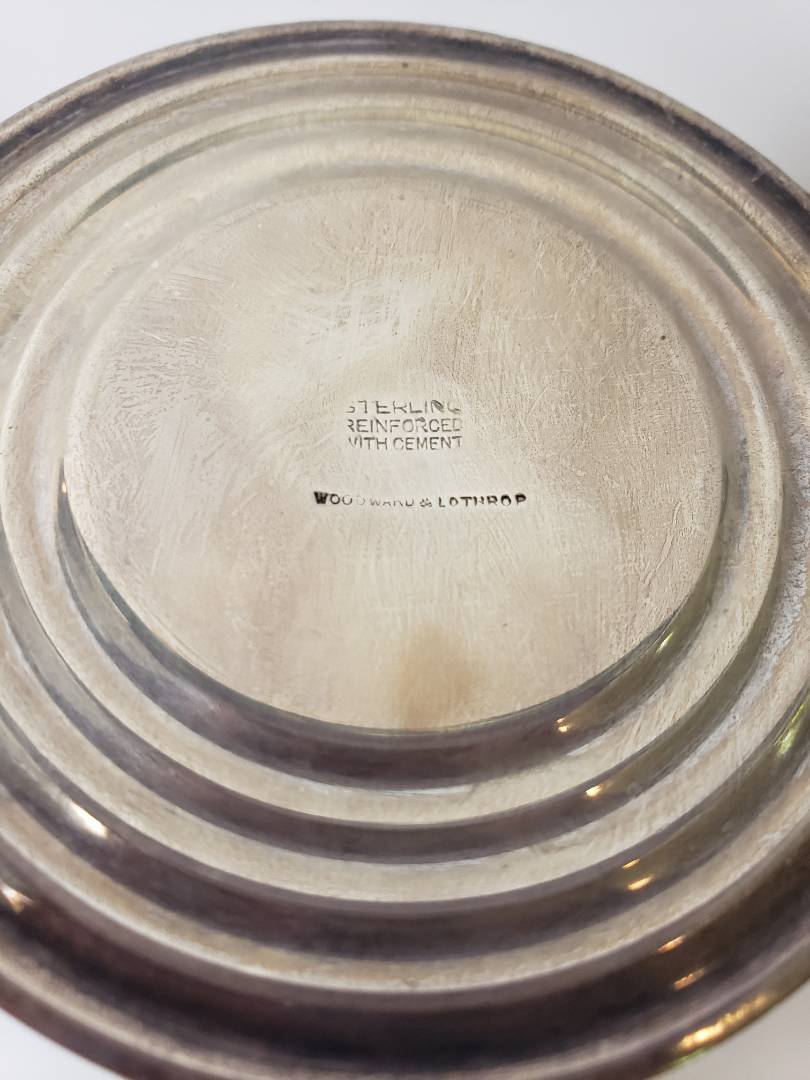 STERLING
REINFORCED
WITH CEMENT
WOODWARD & LOTHROP